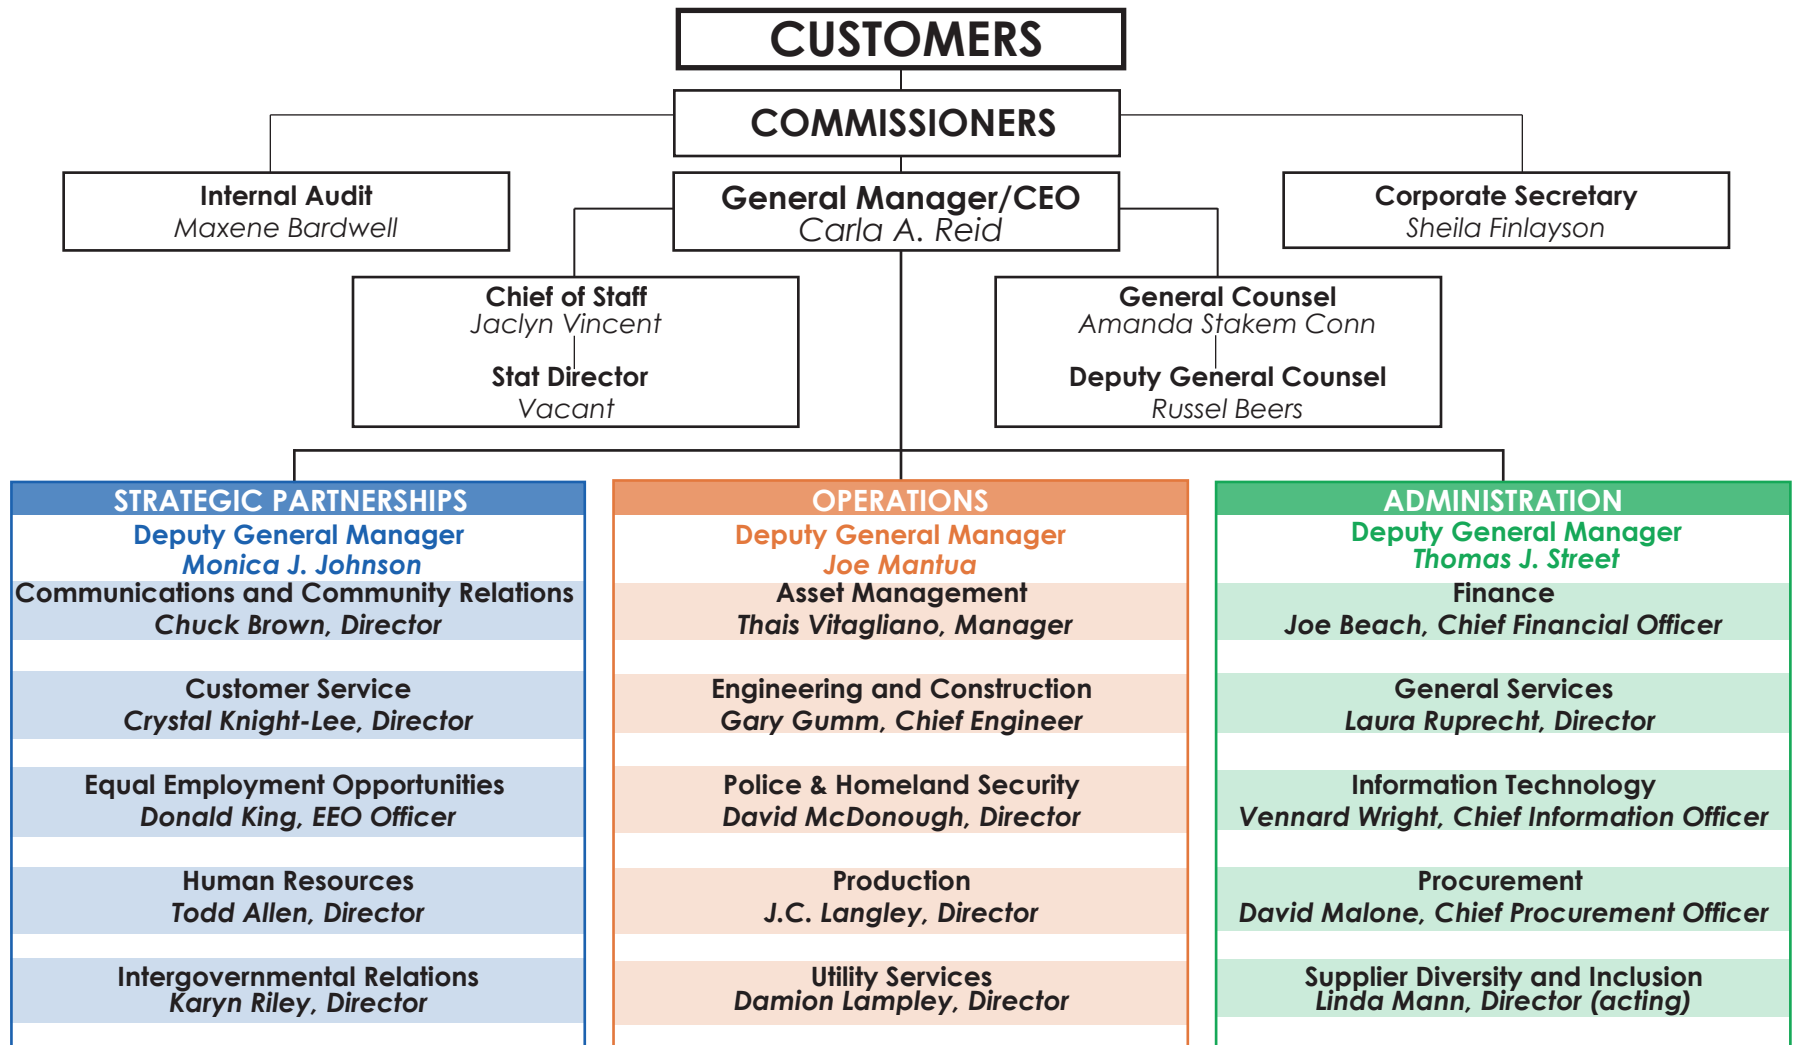 CUSTOMERS
COMMISSIONERS
Internal Audit
Maxene Bardwell
General Manager/CEO
Carla A. Reid
Corporate Secretary
Sheila Finlayson
Chief of Staff
Jaclyn Vincent
Stat Director
Vacant
General Counsel
Amanda Stakem Conn
Deputy General Counsel
Russel Beers
STRATEGIC PARTNERSHIPS
Deputy General Manager
Monica J. Johnson
Communications and Community Relations
Chuck Brown, Director
Customer Service
Crystal Knight-Lee, Director
Equal Employment Opportunities
Donald King, EEO Officer
Human Resources
Todd Allen, Director
Intergovernmental Relations
Karyn Riley, Director
OPERATIONS
Deputy General Manager
Joe Mantua
Asset Management
Thais Vitagliano, Manager
Engineering and Construction
Gary Gumm, Chief Engineer
Police & Homeland Security
David McDonough, Director
Production
J.C. Langley, Director
Utility Services
Damion Lampley, Director
ADMINISTRATION
Deputy General Manager
Thomas J. Street
Finance
Joe Beach, Chief Financial Officer
General Services
Laura Ruprecht, Director
Information Technology
Vennard Wright, Chief Information Officer
Procurement
David Malone, Chief Procurement Officer
Supplier Diversity and Inclusion
Linda Mann, Director (acting)